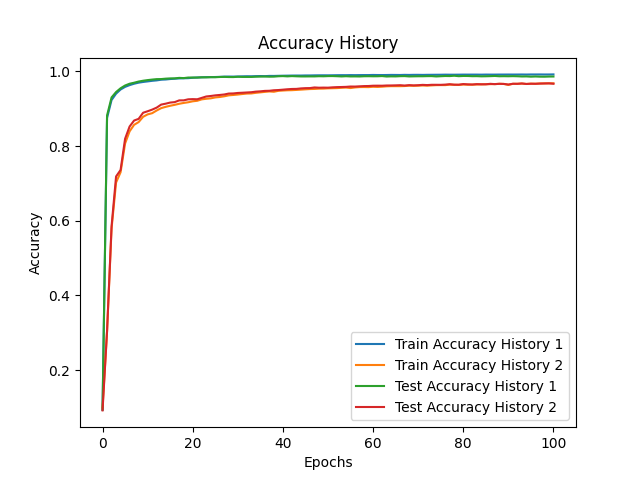 Accuracy History
1.0
0.8
0.6
0.4
0.2
Accuracy
Train Accuracy History 1
Train Accuracy History 2
Test Accuracy History 1
Test Accuracy History 2
0 20 40 60 80 100
Epochs